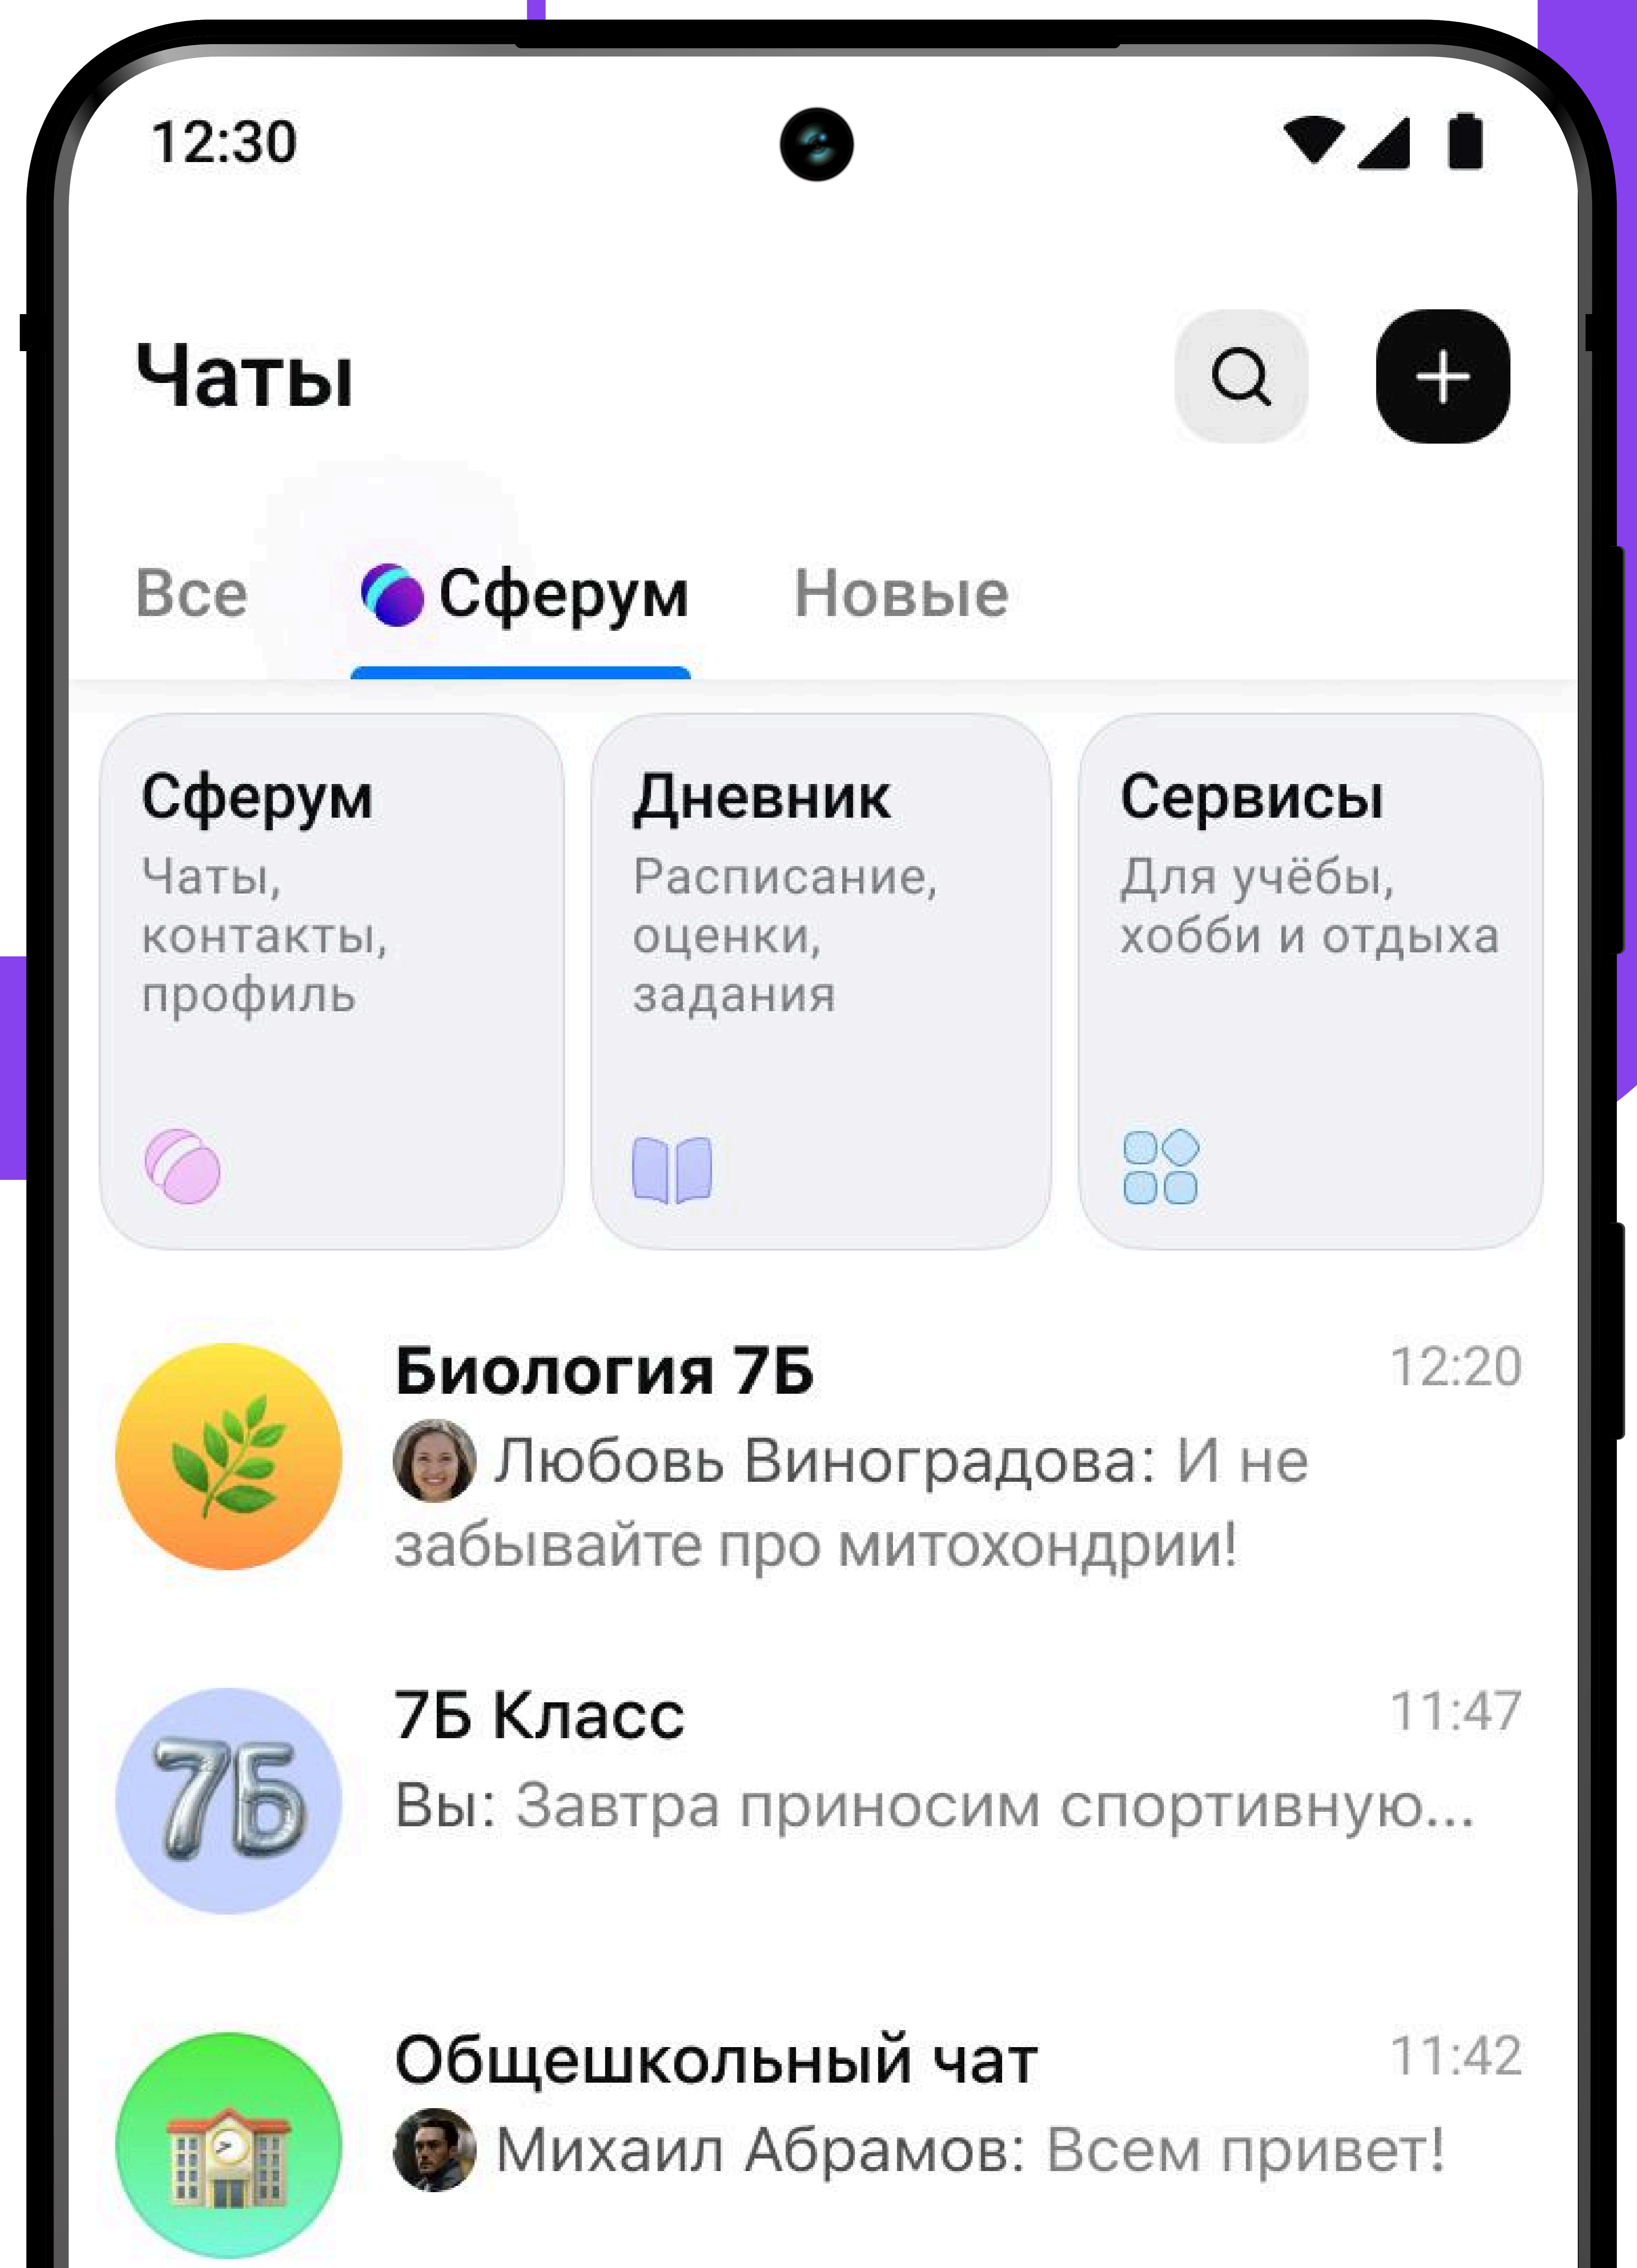 12:30
Чаты
Все Сферум Новые
Сферум
Чаты,
контакты,
профиль
Дневник
Расписание,
оценки,
задания
Сервисы
Для учёбы,
хобби и отдыха
Биология 7Б 12:20
Любовь Виноградова: И не
забывайте про митохондрии!
7Б
7Б Класс 11:47
Вы: Завтра приносим спортивную...
Общешкольный чат 11:42
Михаил Абрамов: Всем привет!